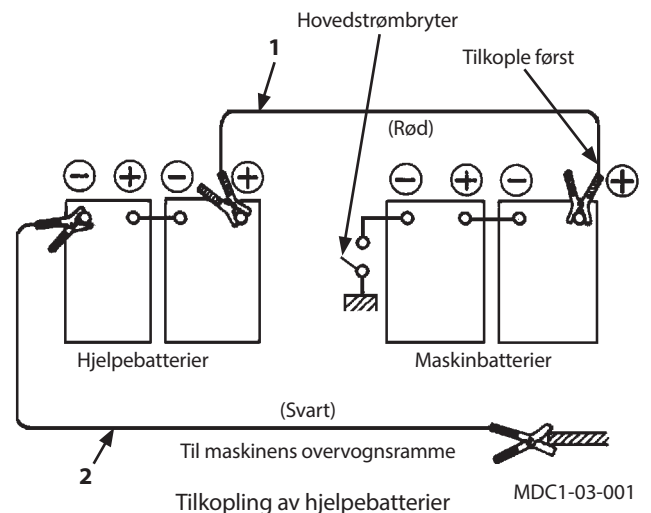 Hovedstrømbryter
1
Tilkople først
(Rød)
− + − +
− + − +
Hjelpebatterier
Maskinbatterier
(Svart)
Til maskinens overvognsramme
2
MDC1-03-001
Tilkopling av hjelpebatterier